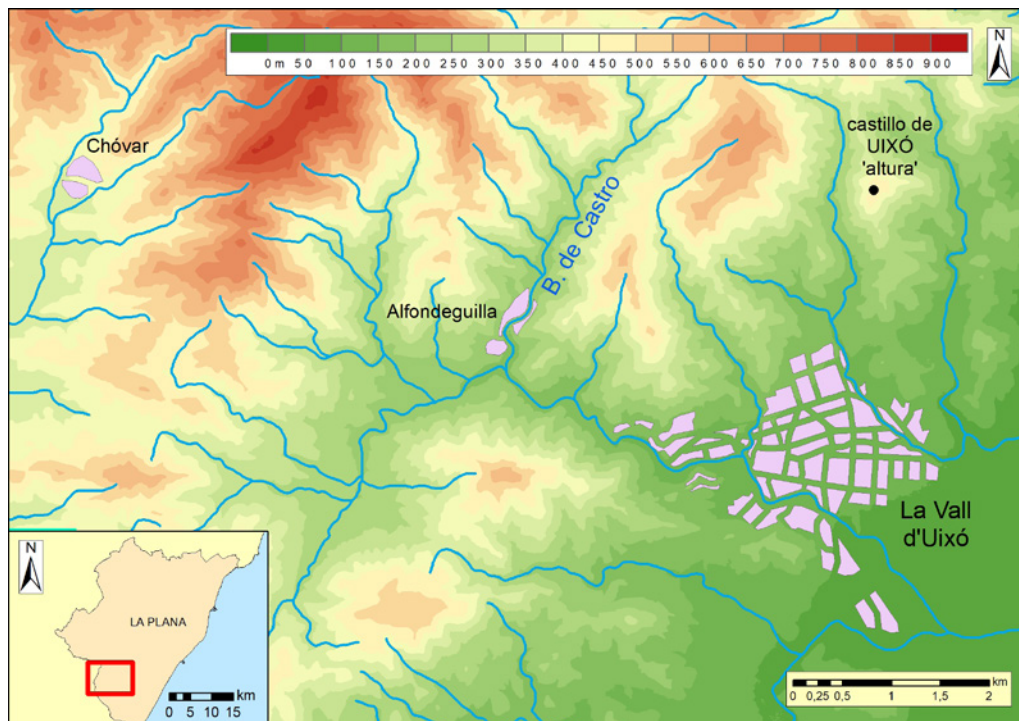 0 m 50 100 150 200 250 300 350 400 450 500 550 600 650 700 750 800 850 900
N
Chóvar
castillo de
UIXÓ
'altura'
B. de Castro
Alfondeguilla
La Vall
d'Uixó
N
LA PLANA
km
0 5 10 15
km
0 0,25 0,5 1 1,5 2